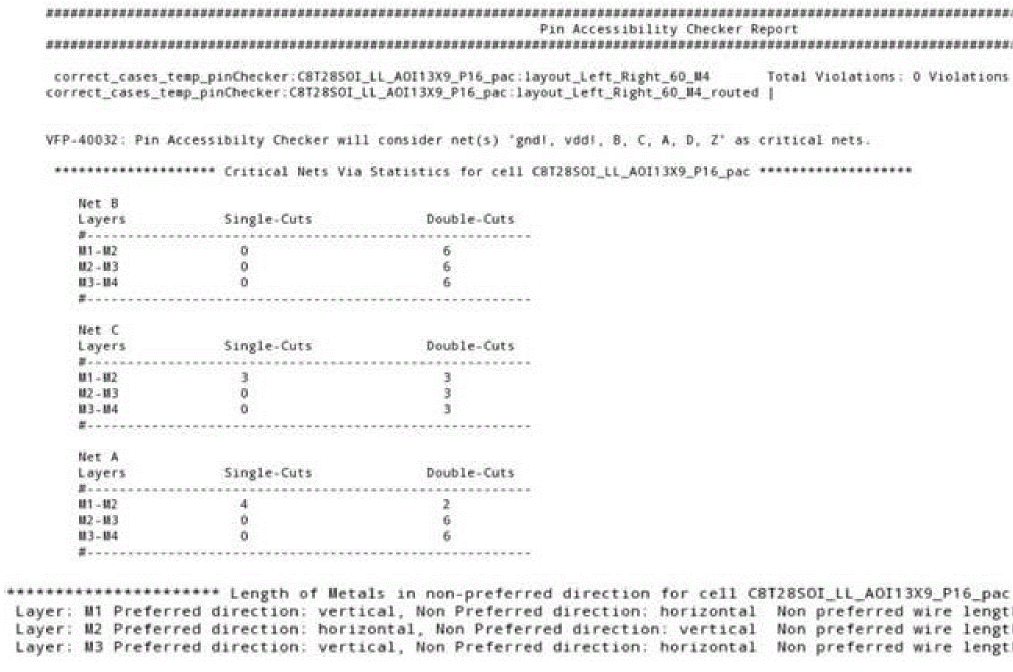 ################################################################################
Pin Accessibility Checker Report
################################################################################
correct_cases_temp_pinChecker:C8T28SOI_LL_AOI13X9_P16_pac:layout_Left_Right_60_M4 Total Violations: 0 Violations
correct_cases_temp_pinChecker:C8T28SOI_LL_AOI13X9_P16_pac:layout_Left_Right_60_M4_routed |
VFP-40032: Pin Accessibilty Checker will consider net(s) "gnd!, vdd!, B, C, A, D, Z" as critical nets.
******************** Critical Nets Via Statistics for cell C8T28SOI_LL_AOI13X9_P16_pac *******************
Net B
Layers Single-Cuts Double-Cuts
#-------------------------------------------------------
M1-M2 0 6
M2-M3 0 6
M3-M4 0 6
#-------------------------------------------------------
Net C
Layers Single-Cuts Double-Cuts
#-------------------------------------------------------
M1-M2 3 3
M2-M3 0 3
M3-M4 0 3
#-------------------------------------------------------
Net A
Layers Single-Cuts Double-Cuts
#-------------------------------------------------------
M1-M2 4 2
M2-M3 0 6
M3-M4 0 6
#-------------------------------------------------------
*********************** Length of Metals in non-preferred direction for cell C8T28SOI_LL_AOI13X9_P16_pac
Layer: M1 Preferred direction: vertical, Non Preferred direction: horizontal Non preferred wire lengt
Layer: M2 Preferred direction: horizontal, Non Preferred direction: vertical Non preferred wire lengt
Layer: M3 Preferred direction: vertical, Non Preferred direction: horizontal Non preferred wire lengt